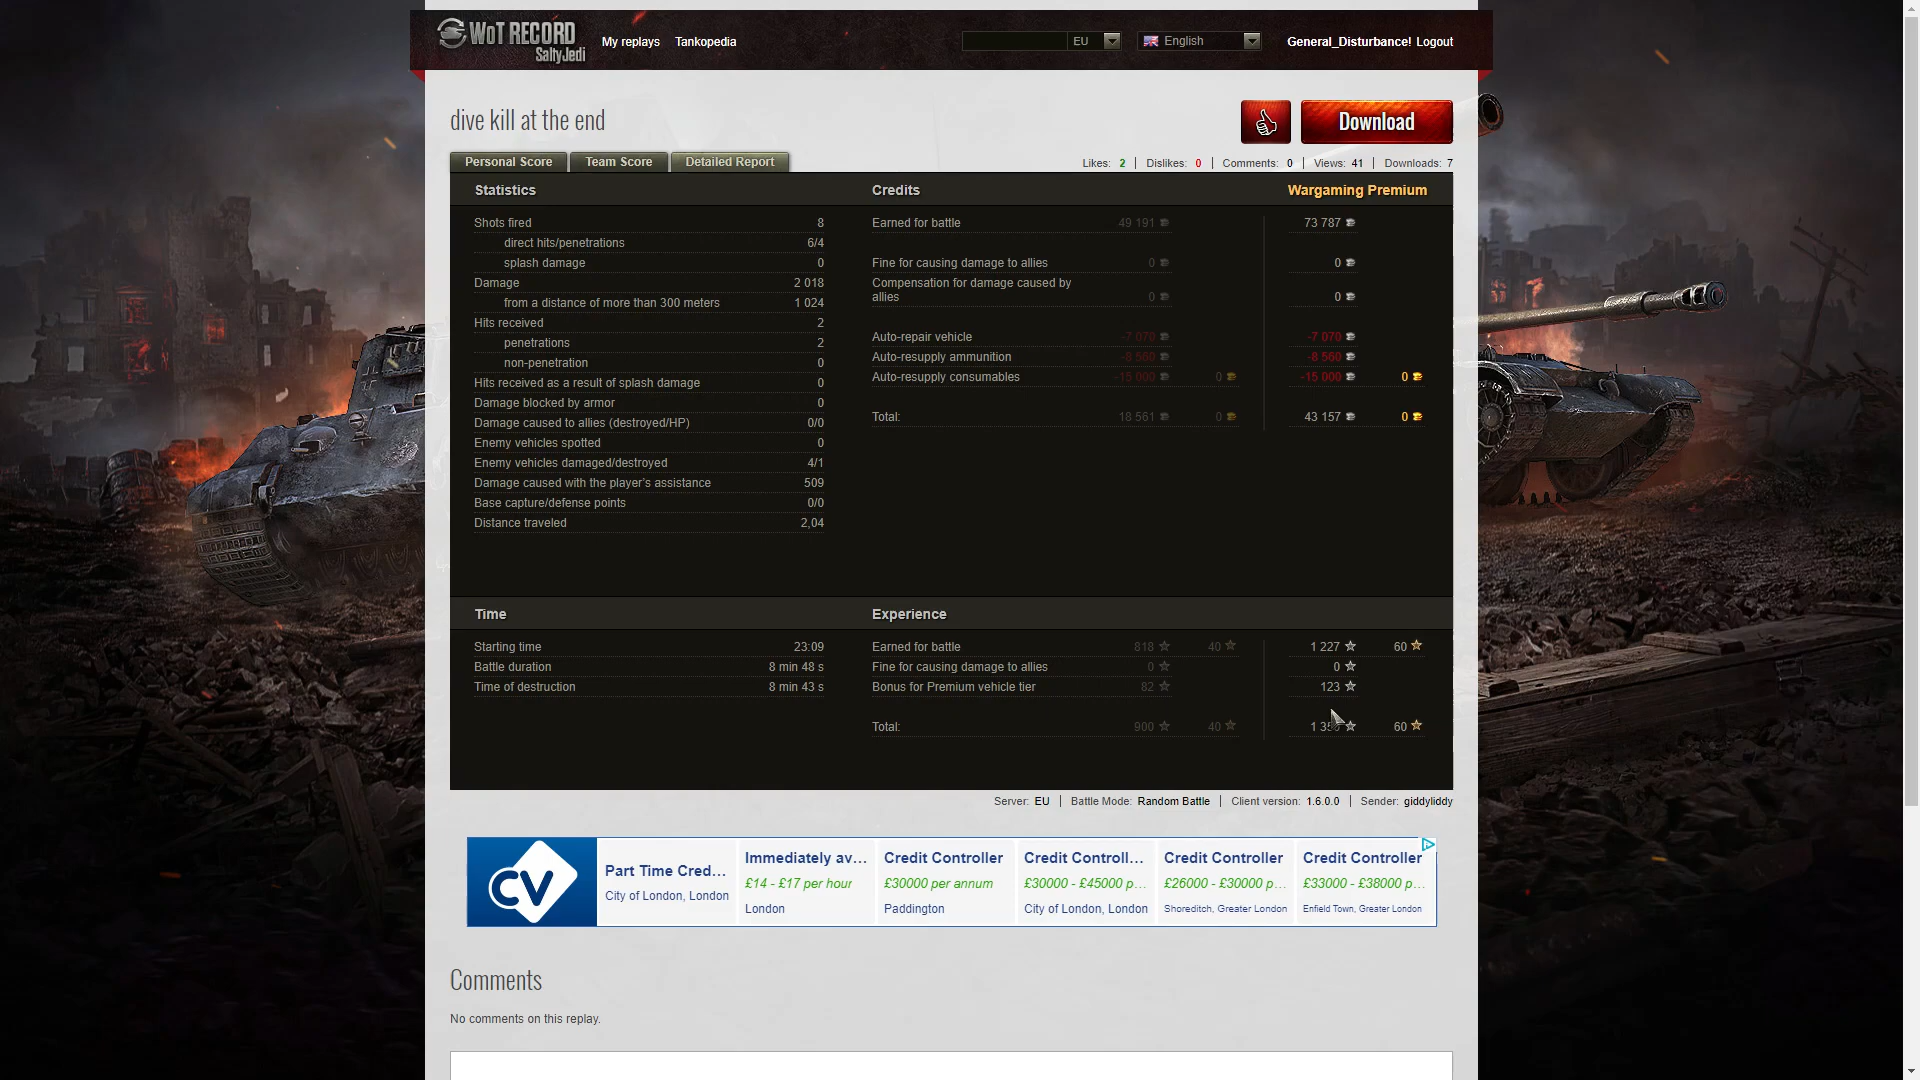 WoT RECORD
SaltyJedi
My replays Tankopedia
EU English General_Disturbance! Logout
dive kill at the end
Download
Personal Score Team Score Detailed Report
Likes: 2 | Dislikes: 0 | Comments: 0 | Views: 41 | Downloads: 7
Statistics Credits Wargaming Premium
Shots fired 8 Earned for battle 49 191 73 787
direct hits/penetrations 6/4
splash damage 0 Fine for causing damage to allies 0 0
Damage 2 018 Compensation for damage caused by
allies 0 0
from a distance of more than 300 meters 1 024
Hits received 2 Auto-repair vehicle -7 070 -7 070
penetrations 2 Auto-resupply ammunition -8 560 -8 560
non-penetration 0 Auto-resupply consumables -15 000 0 -15 000 0
Hits received as a result of splash damage 0
Damage blocked by armor 0 Total: 18 561 0 43 157 0
Damage caused to allies (destroyed/HP) 0/0
Enemy vehicles spotted 0
Enemy vehicles damaged/destroyed 4/1
Damage caused with the player's assistance 509
Base capture/defense points 0/0
Distance traveled 2,04
Time Experience
Starting time 23:09 Earned for battle 818 40 1 227 60
Battle duration 8 min 48 s Fine for causing damage to allies 0 0
Time of destruction 8 min 43 s Bonus for Premium vehicle tier 82 123
Total: 900 40 60
Server: EU | Battle Mode: Random Battle | Client version: 1.6.0.0 | Sender: giddyliddy
CV
Part Time Cred...
City of London, London
Immediately av...
£14 - £17 per hour
London
Credit Controller
£30000 per annum
Paddington
Credit Controll...
£30000 - £45000 p...
City of London, London
Credit Controller
£26000 - £30000 p...
Shoreditch, Greater London
Credit Controller
£33000 - £38000 p...
Enfield Town, Greater London
Comments
No comments on this replay.